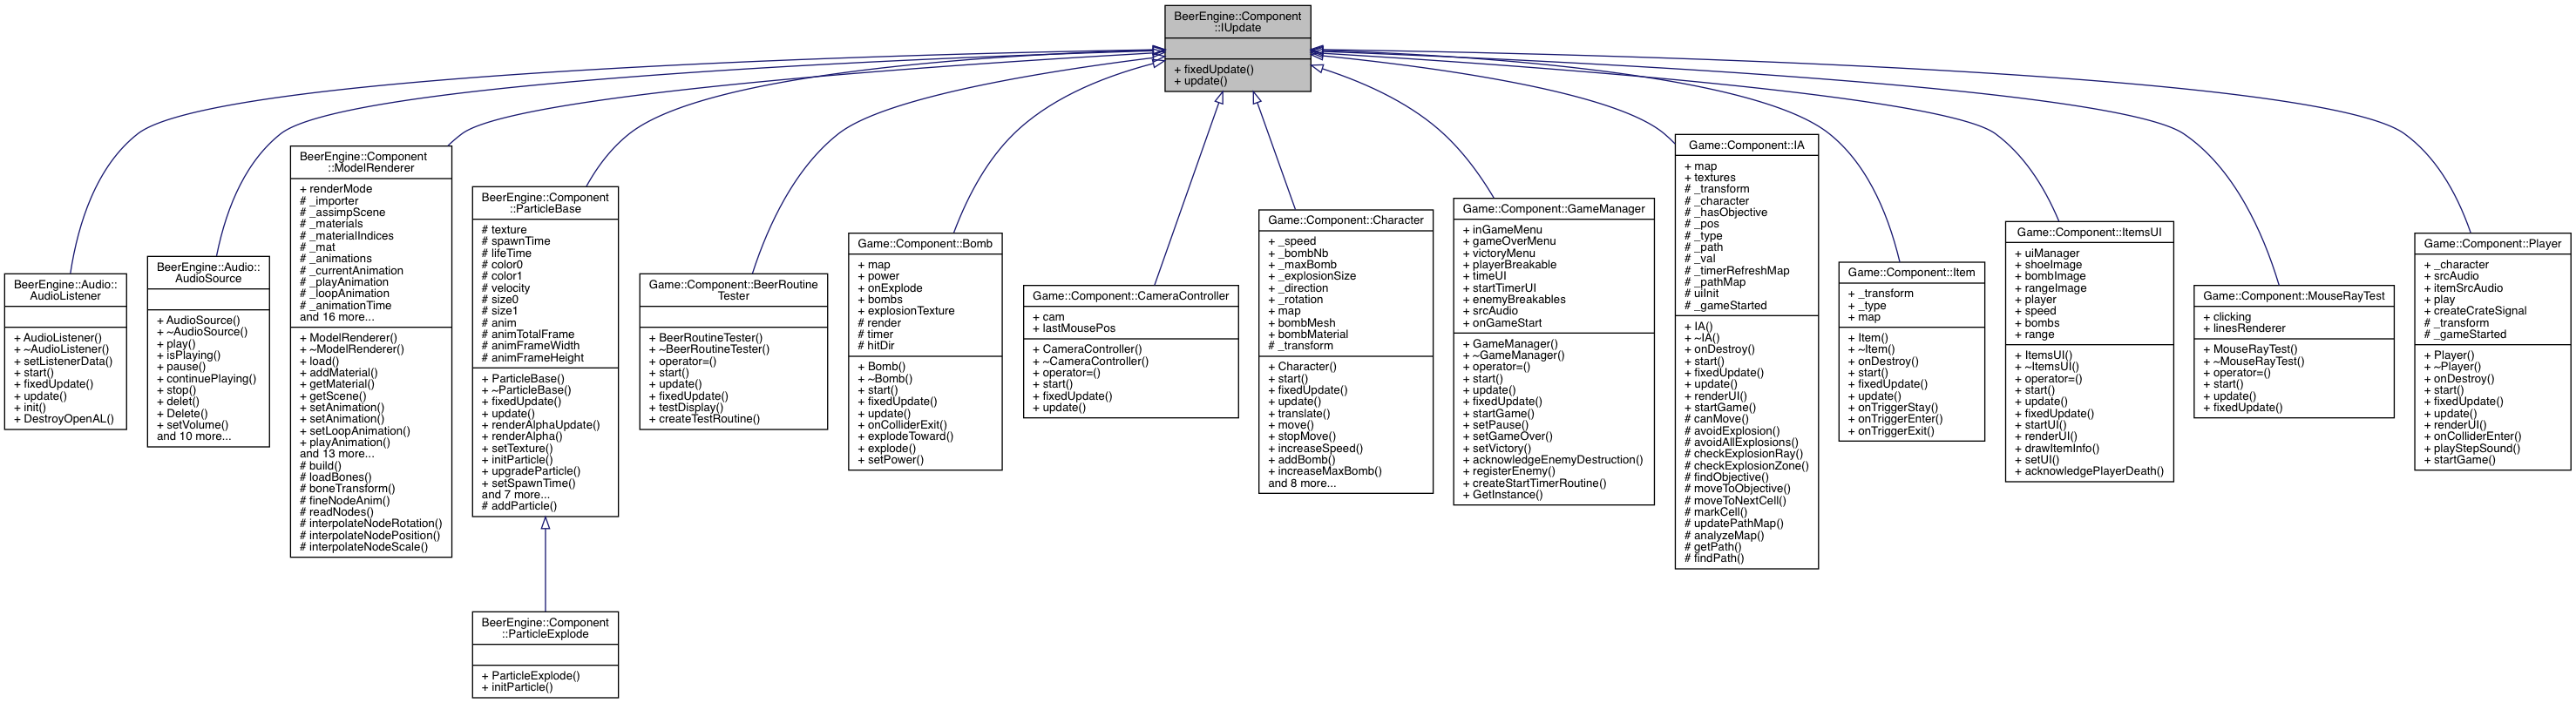 BeerEngine::Component
::IUpdate
+ fixedUpdate()
+ update()
BeerEngine::Audio::
AudioListener
+ AudioListener()
+ ~AudioListener()
+ setListenerData()
+ start()
+ fixedUpdate()
+ update()
+ init()
+ DestroyOpenAL()
BeerEngine::Audio::
AudioSource
+ AudioSource()
+ ~AudioSource()
+ play()
+ isPlaying()
+ pause()
+ continuePlaying()
+ stop()
+ delet()
+ Delete()
+ setVolume()
and 10 more...
BeerEngine::Component
::ModelRenderer
+ renderMode
# _importer
# _assimpScene
# _materials
# _materialIndices
# _mat
# _animations
# _currentAnimation
# _playAnimation
# _loopAnimation
# _animationTime
and 16 more...
+ ModelRenderer()
+ ~ModelRenderer()
+ load()
+ addMaterial()
+ getMaterial()
+ getScene()
+ setAnimation()
+ setAnimation()
+ setLoopAnimation()
+ playAnimation()
and 13 more...
# build()
# loadBones()
# boneTransform()
# fineNodeAnim()
# readNodes()
# interpolateNodeRotation()
# interpolateNodePosition()
# interpolateNodeScale()
BeerEngine::Component
::ParticleBase
# texture
# spawnTime
# lifeTime
# color0
# color1
# velocity
# size0
# size1
# anim
# animTotalFrame
# animFrameWidth
# animFrameHeight
+ ParticleBase()
+ ~ParticleBase()
+ fixedUpdate()
+ update()
+ renderAlphaUpdate()
+ renderAlpha()
+ setTexture()
+ initParticle()
+ upgradeParticle()
+ setSpawnTime()
and 7 more...
# addParticle()
BeerEngine::Component
::ParticleExplode
+ ParticleExplode()
+ initParticle()
Game::Component::BeerRoutine
Tester
+ BeerRoutineTester()
+ ~BeerRoutineTester()
+ operator=()
+ start()
+ update()
+ fixedUpdate()
+ testDisplay()
+ createTestRoutine()
Game::Component::Bomb
+ map
+ power
+ onExplode
+ bombs
+ explosionTexture
# render
# timer
# hitDir
+ Bomb()
+ ~Bomb()
+ start()
+ fixedUpdate()
+ update()
+ onColliderExit()
+ explodeToward()
+ explode()
+ setPower()
Game::Component::CameraController
+ cam
+ lastMousePos
+ CameraController()
+ ~CameraController()
+ operator=()
+ start()
+ fixedUpdate()
+ update()
Game::Component::Character
+ _speed
+ _bombNb
+ _maxBomb
+ _explosionSize
+ _direction
+ _rotation
+ map
+ bombMesh
+ bombMaterial
# _transform
+ Character()
+ start()
+ fixedUpdate()
+ update()
+ translate()
+ move()
+ stopMove()
+ increaseSpeed()
+ addBomb()
+ increaseMaxBomb()
and 8 more...
Game::Component::GameManager
+ inGameMenu
+ gameOverMenu
+ victoryMenu
+ playerBreakable
+ timeUI
+ startTimerUI
+ enemyBreakables
+ srcAudio
+ onGameStart
+ GameManager()
+ ~GameManager()
+ operator=()
+ start()
+ update()
+ fixedUpdate()
+ startGame()
+ setPause()
+ setGameOver()
+ setVictory()
+ acknowledgeEnemyDestruction()
+ registerEnemy()
+ createStartTimerRoutine()
+ GetInstance()
Game::Component::IA
+ map
+ textures
# _transform
# _character
# _hasObjective
# _pos
# _type
# _path
# _val
# _timerRefreshMap
# _pathMap
# uiInit
# _gameStarted
+ IA()
+ ~IA()
+ onDestroy()
+ start()
+ fixedUpdate()
+ update()
+ renderUI()
+ startGame()
# canMove()
# avoidExplosion()
# avoidAllExplosions()
# checkExplosionRay()
# checkExplosionZone()
# findObjective()
# moveToObjective()
# moveToNextCell()
# markCell()
# updatePathMap()
# analyzeMap()
# getPath()
# findPath()
Game::Component::Item
+ _transform
+ _type
+ map
+ Item()
+ ~Item()
+ onDestroy()
+ start()
+ fixedUpdate()
+ update()
+ onTriggerStay()
+ onTriggerEnter()
+ onTriggerExit()
Game::Component::ItemsUI
+ uiManager
+ shoeImage
+ bombImage
+ rangeImage
+ player
+ speed
+ bombs
+ range
+ ItemsUI()
+ ~ItemsUI()
+ operator=()
+ start()
+ update()
+ fixedUpdate()
+ startUI()
+ renderUI()
+ drawItemInfo()
+ setUI()
+ acknowledgePlayerDeath()
Game::Component::MouseRayTest
+ clicking
+ linesRenderer
+ MouseRayTest()
+ ~MouseRayTest()
+ operator=()
+ start()
+ update()
+ fixedUpdate()
Game::Component::Player
+ _character
+ srcAudio
+ itemSrcAudio
+ play
+ createCrateSignal
# _transform
# _gameStarted
+ Player()
+ ~Player()
+ onDestroy()
+ start()
+ fixedUpdate()
+ update()
+ renderUI()
+ onColliderEnter()
+ playStepSound()
+ startGame()